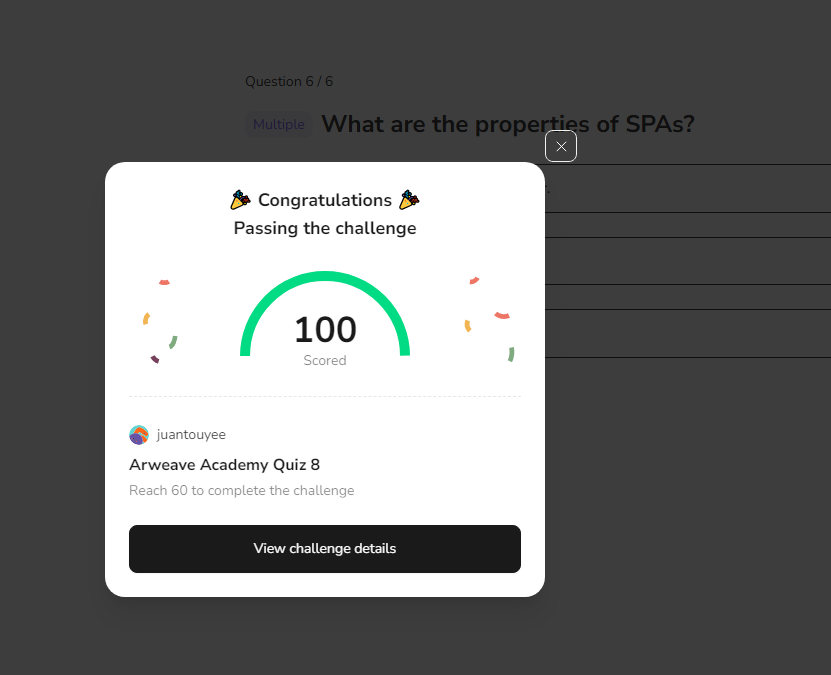 Question 6 / 6
Multiple What are the properties of SPAs?
Congratulations
Passing the challenge
100
Scored
juantouyee
Arweave Academy Quiz 8
Reach 60 to complete the challenge
View challenge details